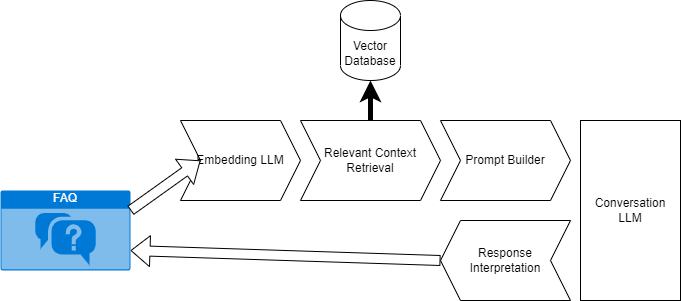 Vector
Database
Embedding LLM
Relevant Context
Retrieval
Prompt Builder
Conversation
LLM
FAQ
?
Response
Interpretation